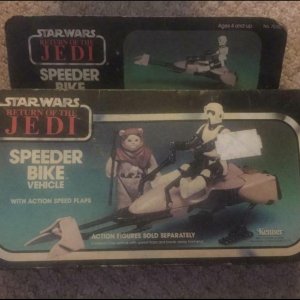 STAR WARS
RETURN OF THE
JEDI
Ages 4 and up
SPEEDER
BIKE
STAR WARS
RETURN OF THE
JEDI
SPEEDER
BIKE
VEHICLE
WITH ACTION SPEED FLAPS
ACTION FIGURES SOLD SEPARATELY
Kenner